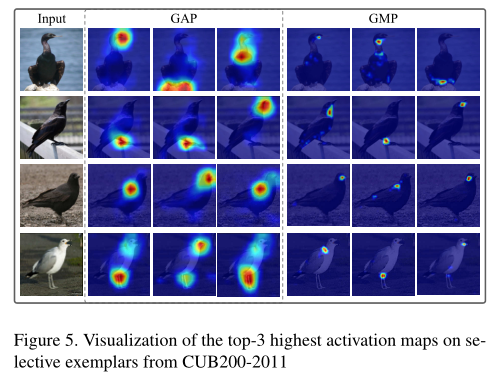 Input GAP GMP
Figure 5. Visualization of the top-3 highest activation maps on se-
lective exemplars from CUB200-2011